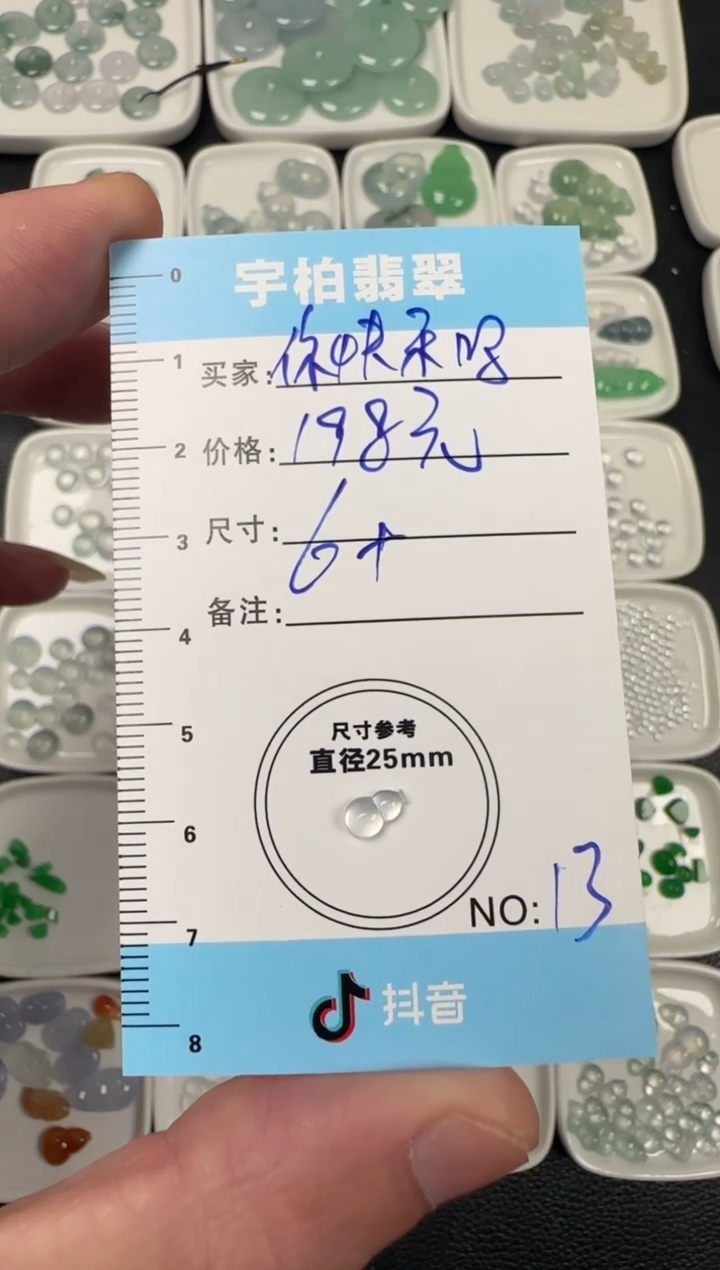 宇柏翡翠
买家:你快乐吗
价格:198元
尺寸:6+
备注:
尺寸参考
直径25mm
NO:13
抖音
0
1
2
3
4
5
6
7
8